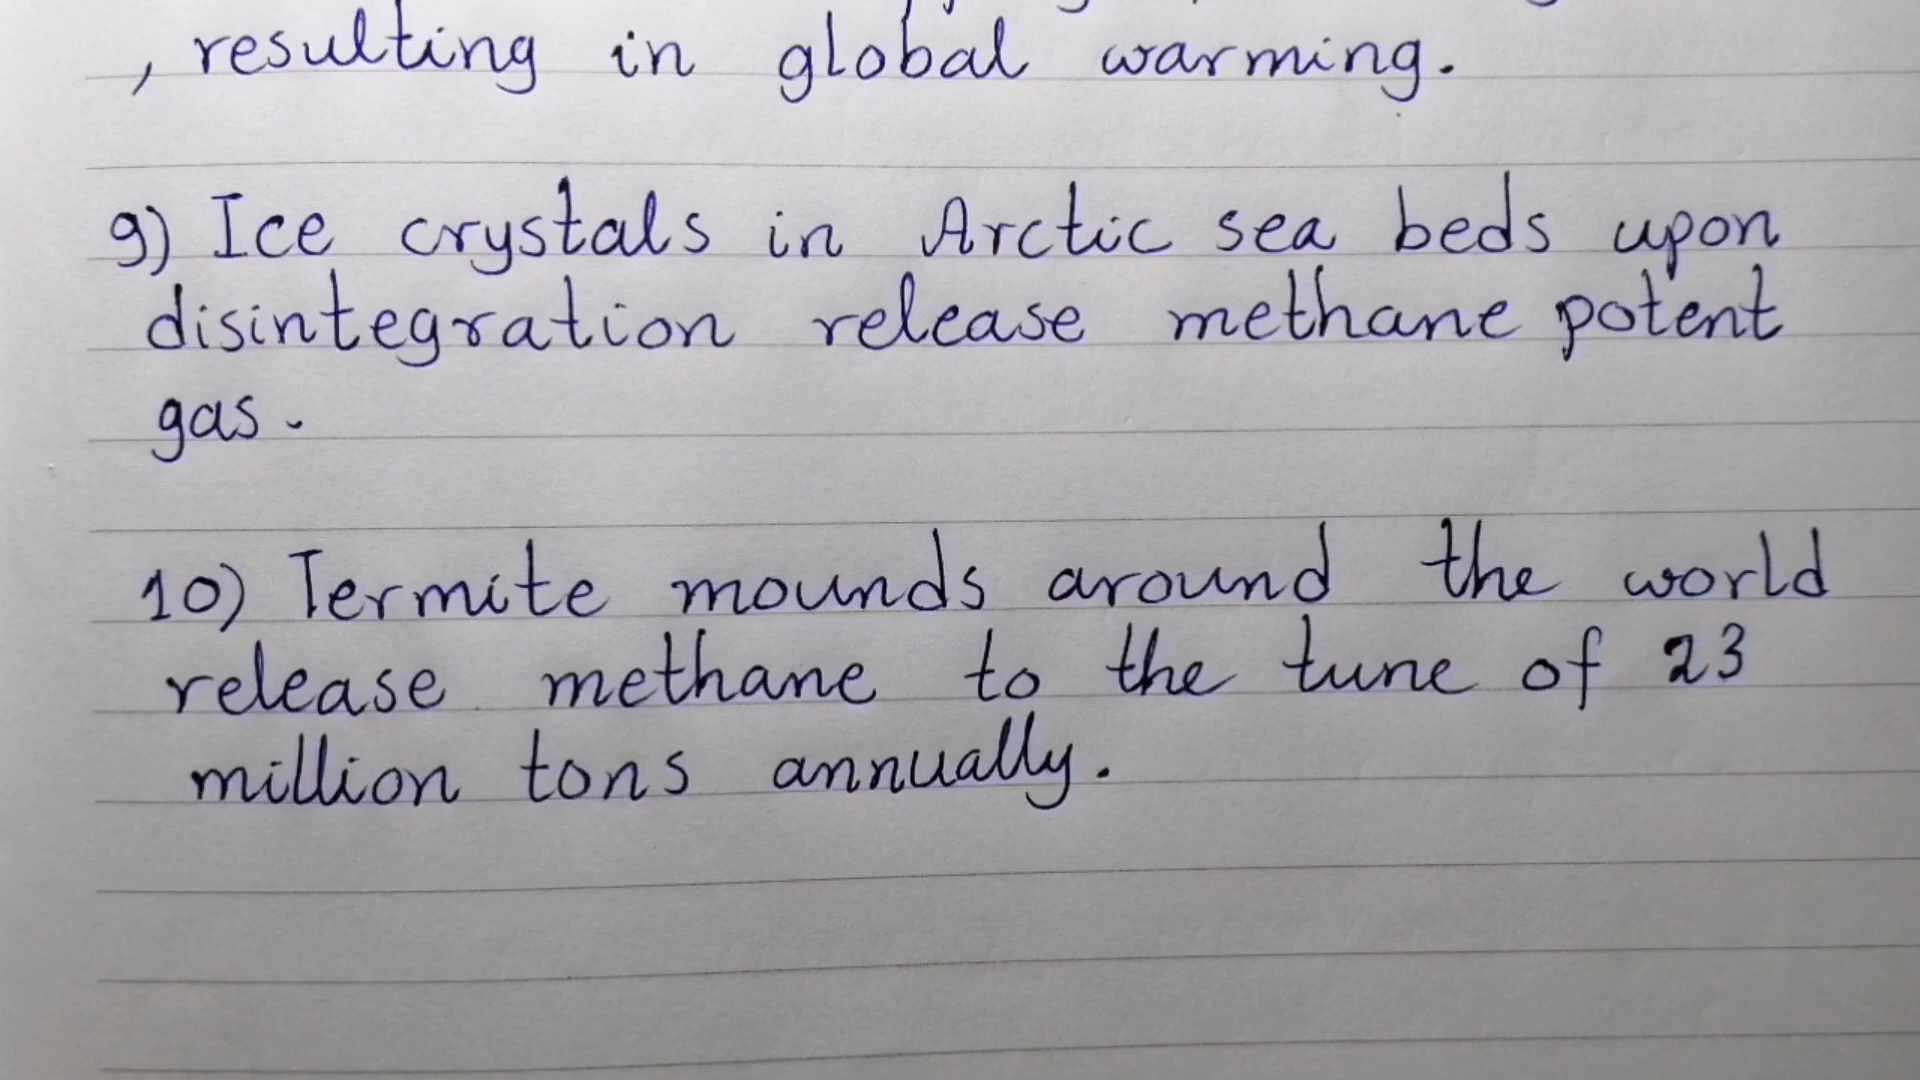 , resulting in global warming.
9) Ice crystals in Arctic sea beds upon
disintegration release methane potent
gas.
10) Termite mounds around the world
release methane to the tune of 23
million tons annually.